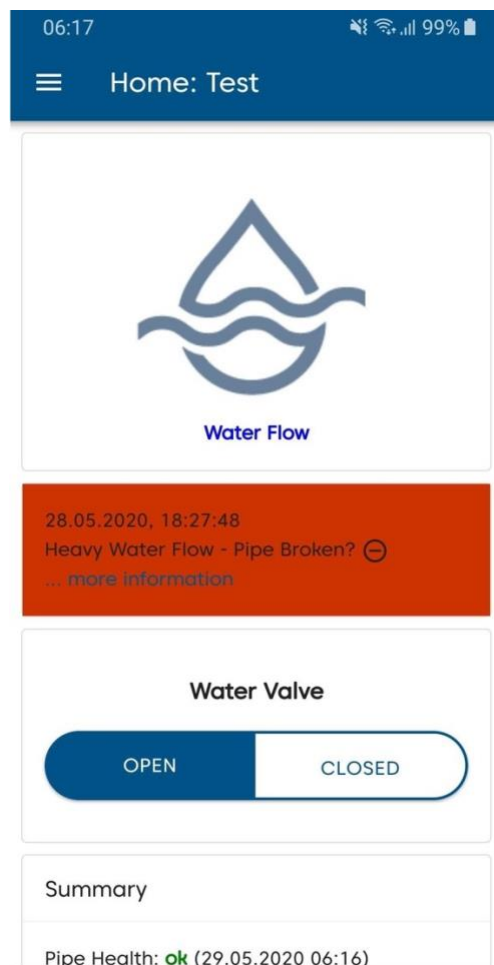 06:17 99%
Home: Test
Water Flow
28.05.2020, 18:27:48
Heavy Water Flow - Pipe Broken?
... more information
Water Valve
OPEN CLOSED
Summary
Pipe Health: ok (29.05.2020 06:16)